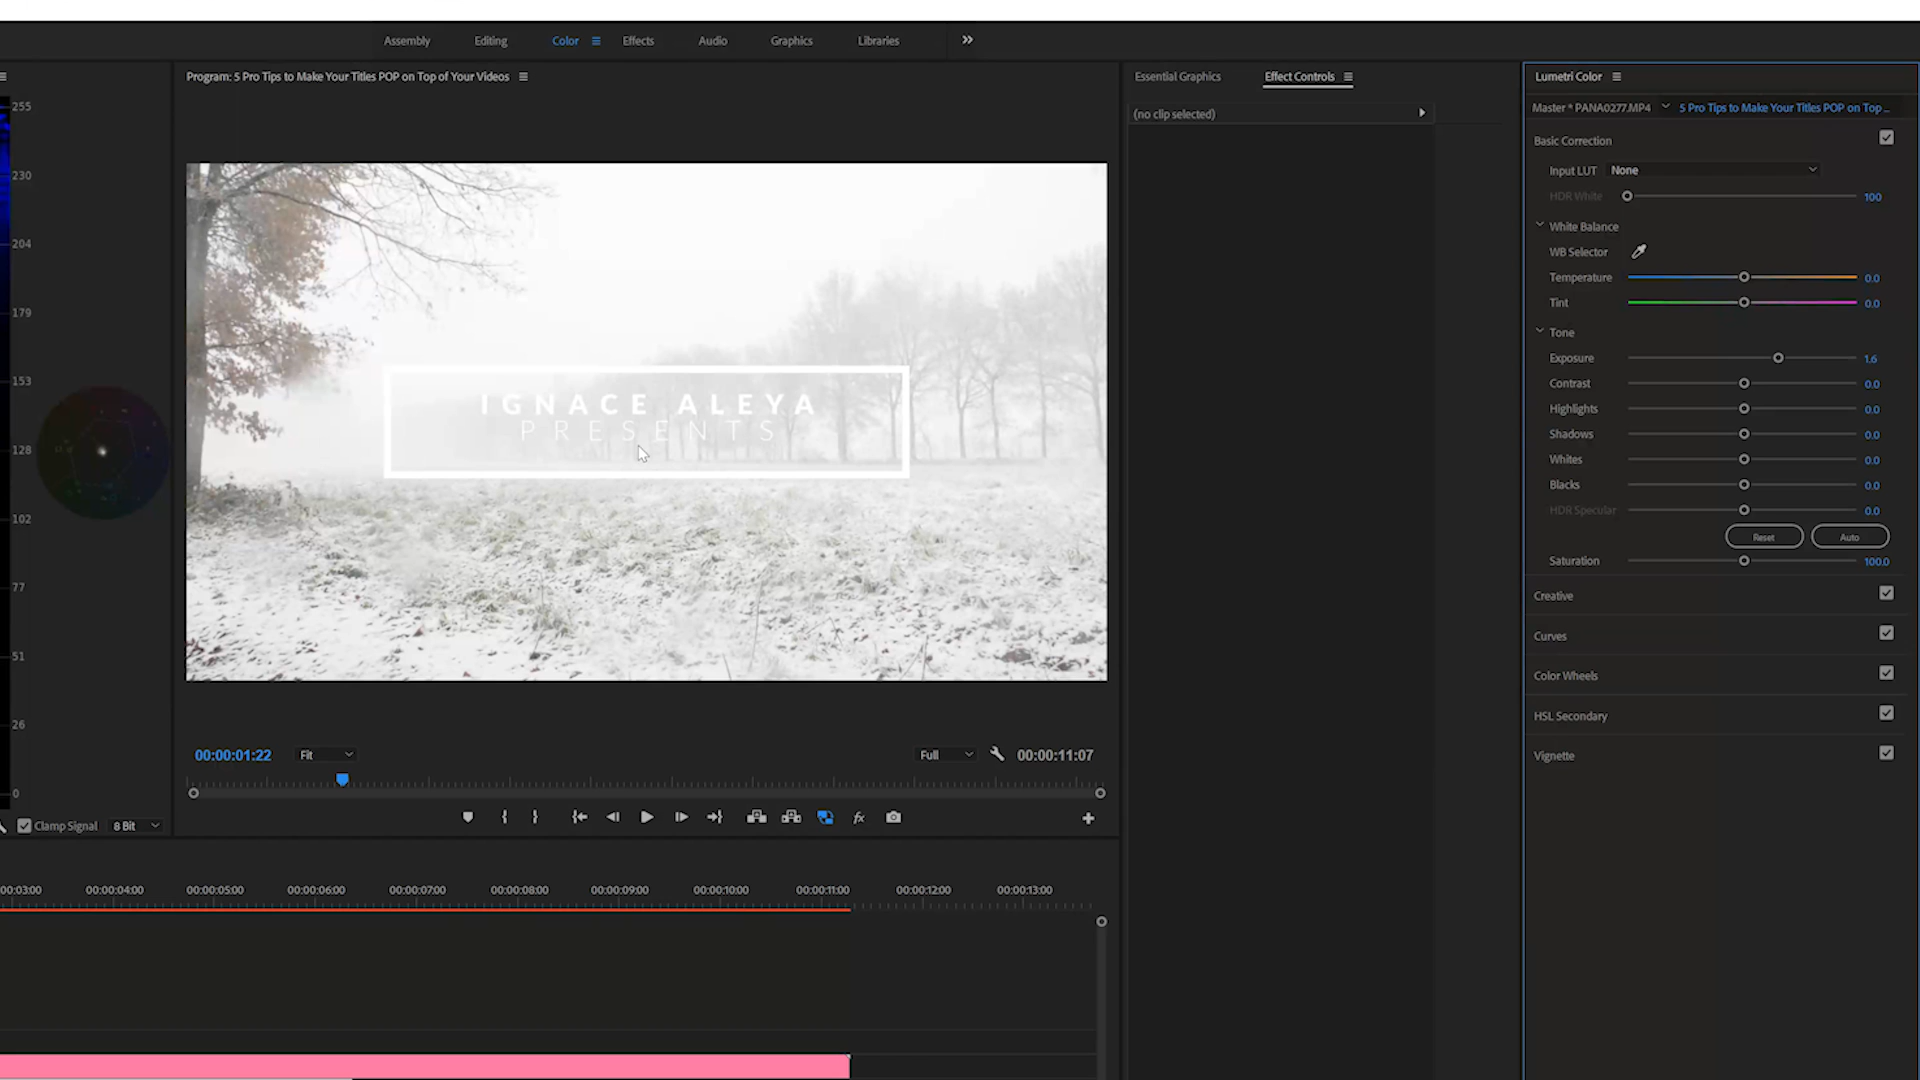 Assembly Editing Color Effects Audio Graphics Libraries
Program: 5 Pro Tips to Make Your Titles POP on Top of Your Videos
Essential Graphics Effect Controls
Lumetri Color
(no clip selected)
Master * PANA0277.MP4 5 Pro Tips to Make Your Titles POP on Top ...
Basic Correction
Input LUT None
HDR White 100
White Balance
WB Selector
Temperature 0.0
Tint 0.0
Tone
Exposure 1.6
Contrast 0.0
Highlights 0.0
Shadows 0.0
Whites 0.0
Blacks 0.0
HDR Specular 0.0
Reset Auto
Saturation 100.0
Creative
Curves
Color Wheels
HSL Secondary
Vignette
255
230
204
179
153
128
102
77
51
26
0
Clamp Signal 8 Bit
IGNACE ALEYA
PRESENTS
00:00:01:22 Fit Full 00:00:11:07
fx
00:03:00 00:00:04:00 00:00:05:00 00:00:06:00 00:00:07:00 00:00:08:00 00:00:09:00 00:00:10:00 00:00:11:00 00:00:12:00 00:00:13:00